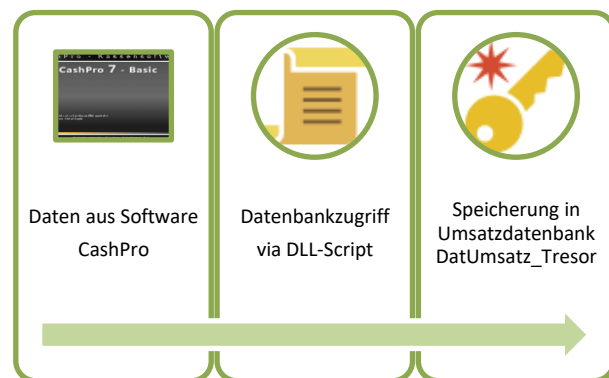 CashPro 7 - Basic
Daten aus Software
CashPro
Datenbankzugriff
via DLL-Script
Speicherung in
Umsatzdatenbank
DatUmsatz_Tresor